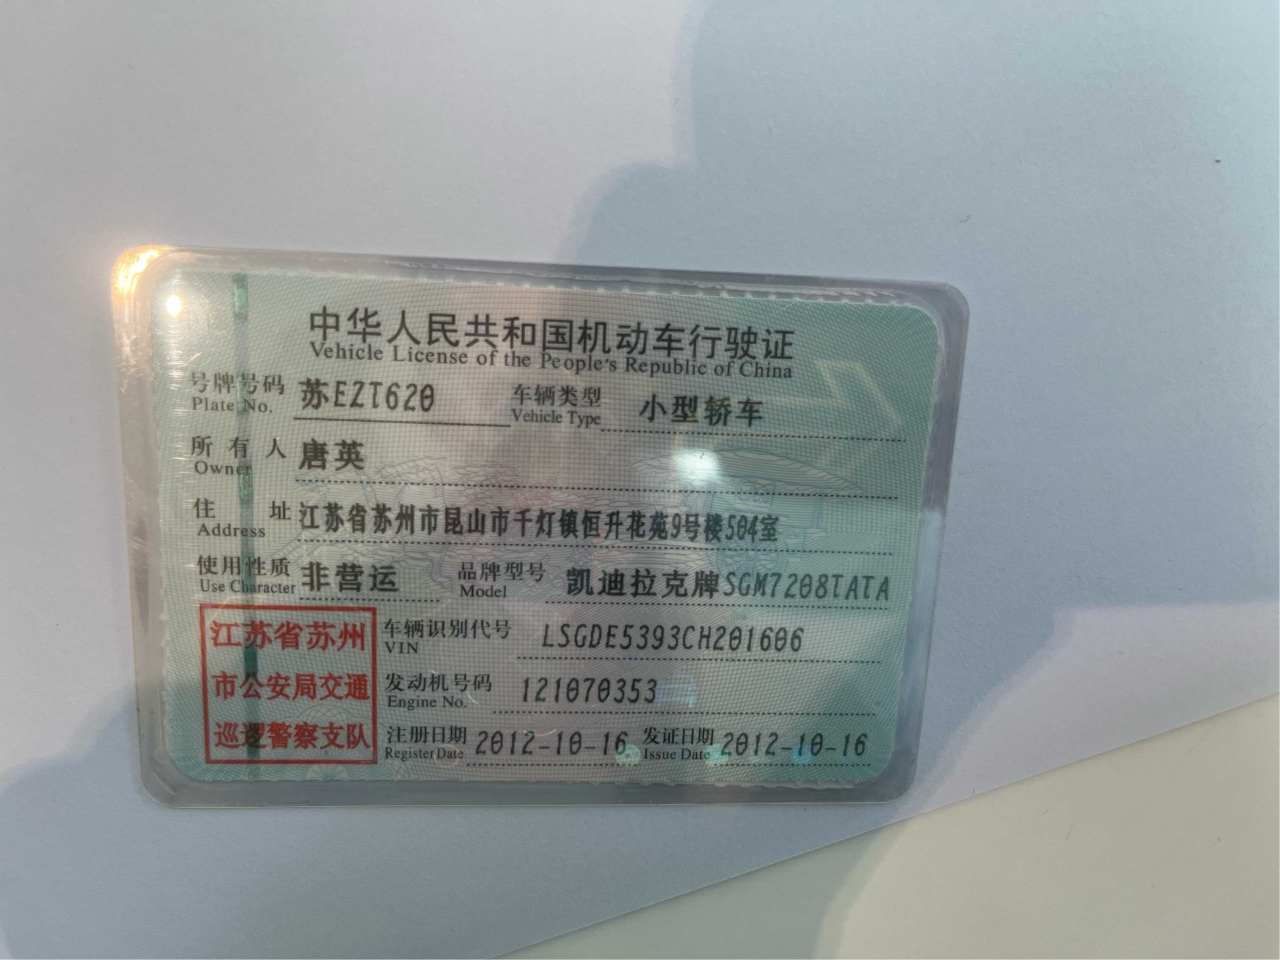 中华人民共和国机动车行驶证
Vehicle License of the People's Republic of China
号牌号码 苏EZT620 车辆类型 小型轿车
Plate No. Vehicle Type
所有人 唐英
Owner
住址 江苏省苏州市昆山市千灯镇恒升花苑9号楼504室
Address
使用性质 非营运 品牌型号 凯迪拉克牌SGM7208TATA
Use Character Model
江苏省苏州
市公安局交通
巡逻警察支队
车辆识别代号 LSGDE5393CH201606
VIN
发动机号码 121070353
Engine No.
注册日期 2012-10-16 发证日期 2012-10-16
Register Date Issue Date